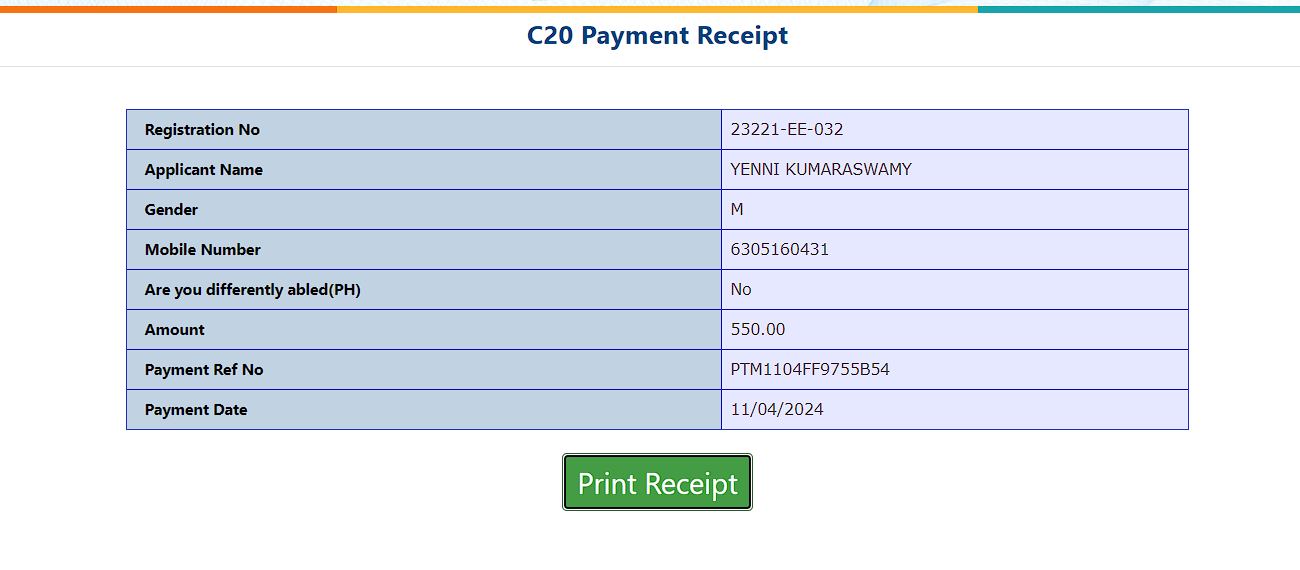 C20 Payment Receipt
Registration No 23221-EE-032
Applicant Name YENNI KUMARASWAMY
Gender M
Mobile Number 6305160431
Are you differently abled(PH) No
Amount 550.00
Payment Ref No PTM1104FF9755B54
Payment Date 11/04/2024
Print Receipt